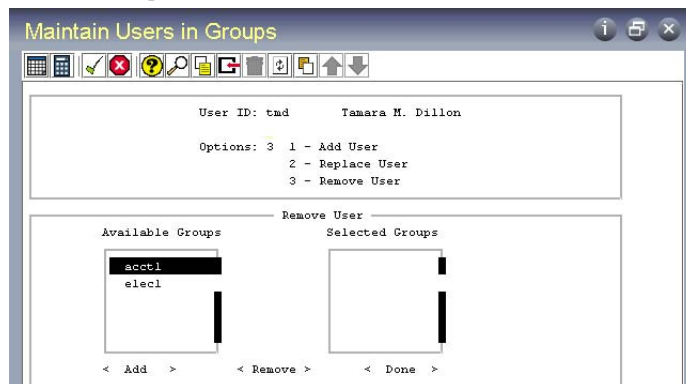 Maintain Users in Groups
User ID: tmd Tamara M. Dillon
Options: 3 1 - Add User
2 - Replace User
3 - Remove User
Remove User
Available Groups Selected Groups
acctl
elecl
< Add > < Remove > < Done >